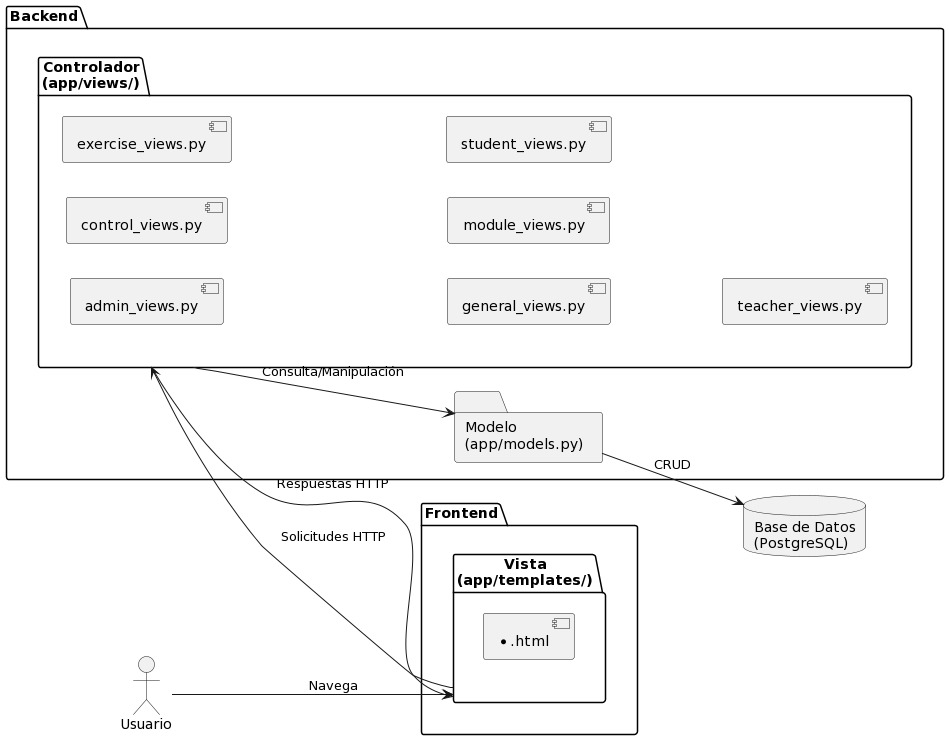 Backend
Controlador
(app/views/)
exercise_views.py
student_views.py
control_views.py
module_views.py
admin_views.py
general_views.py
teacher_views.py
Consulta/Manipulación
Modelo
(app/models.py)
CRUD
Respuestas HTTP
Frontend
Base de Datos
(PostgreSQL)
Solicitudes HTTP
Vista
(app/templates/)
•.html
Navega
Usuario